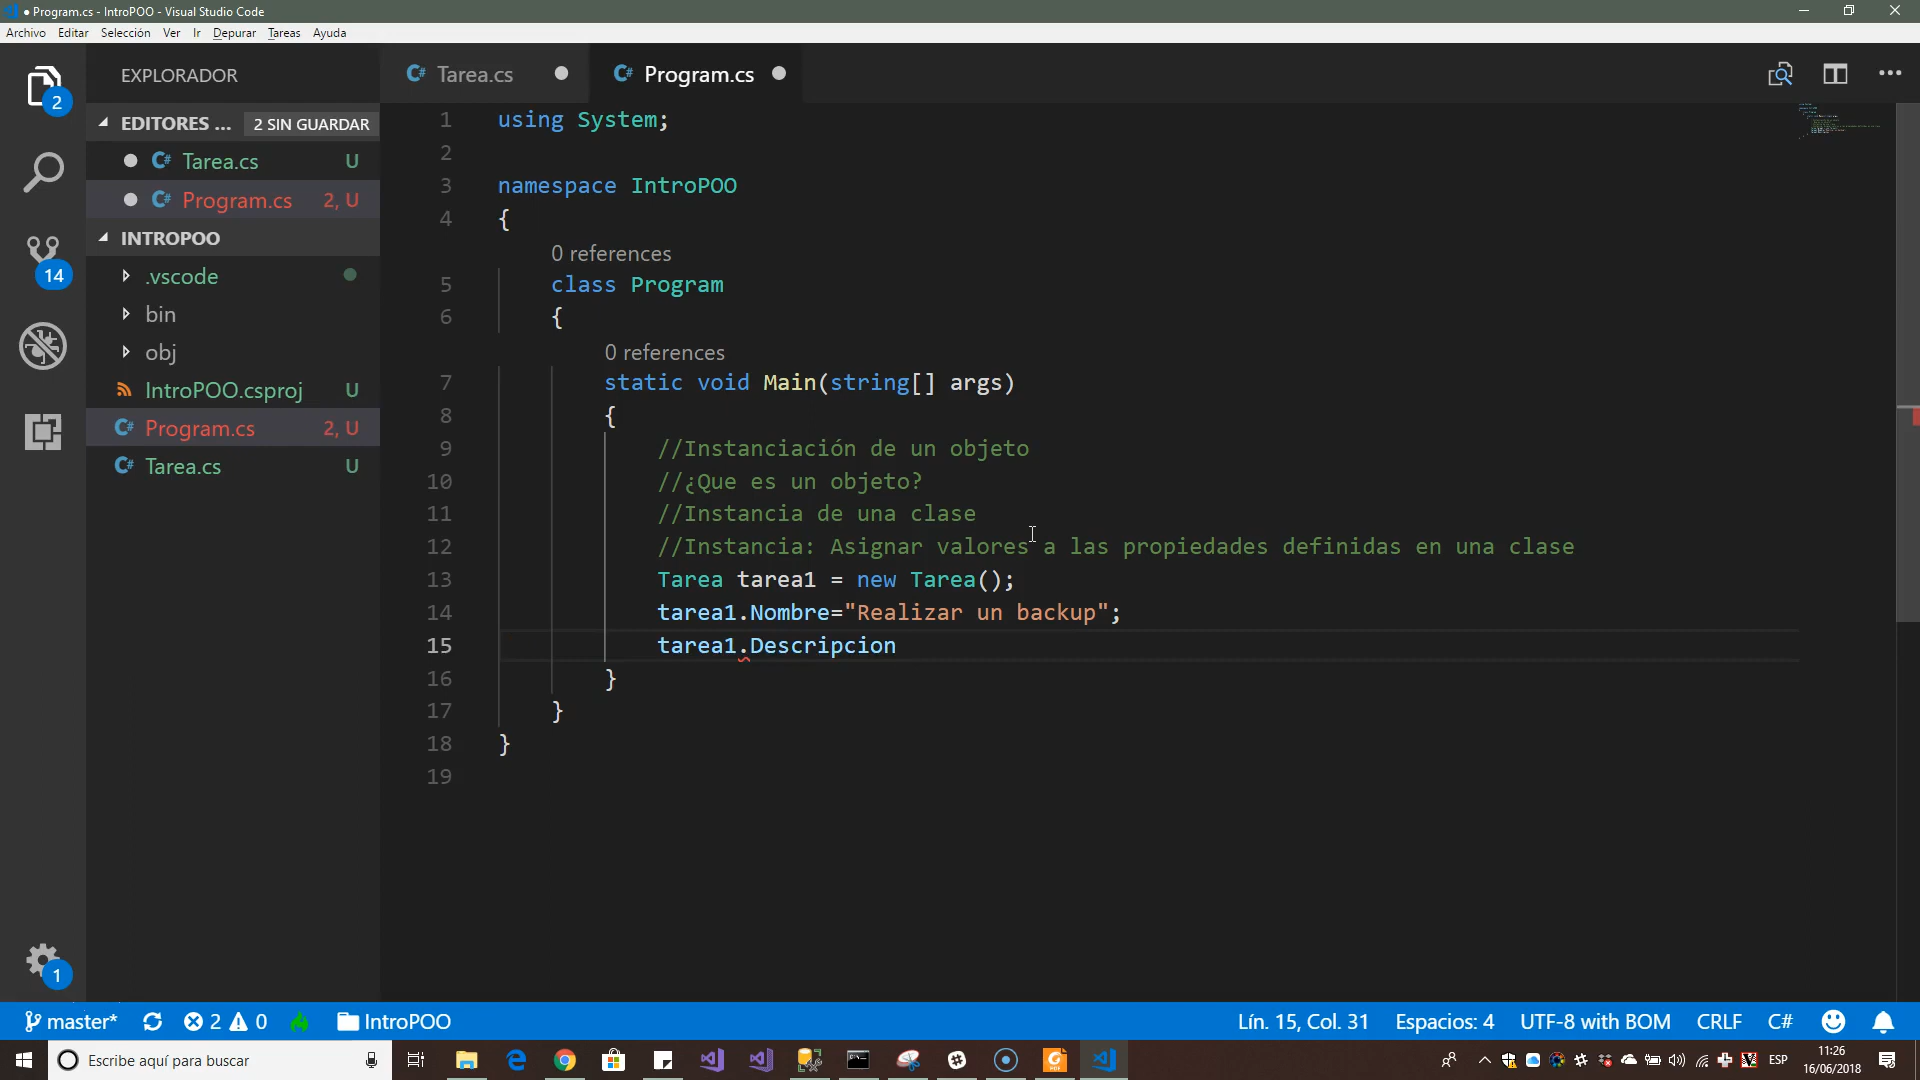 ● Program.cs - IntroPOO - Visual Studio Code
Archivo Editar Selección Ver Ir Depurar Tareas Ayuda
EXPLORADOR
Tarea.cs ●
Program.cs ●
EDITORES ... 2 SIN GUARDAR
● Tarea.cs U
● Program.cs 2, U
INTROPOO
.vscode
bin
obj
IntroPOO.csproj U
Program.cs 2, U
Tarea.cs U
2
14
1
1 using System;
2
3 namespace IntroPOO
4 {
0 references
5 class Program
6 {
0 references
7 static void Main(string[] args)
8 {
9 //Instanciación de un objeto
10 //¿Que es un objeto?
11 //Instancia de una clase
12 //Instancia: Asignar valores a las propiedades definidas en una clase
13 Tarea tarea1 = new Tarea();
14 tarea1.Nombre="Realizar un backup";
15 tarea1.Descripcion
16 }
17 }
18 }
19
master* 2 0 IntroPOO Lín. 15, Col. 31 Espacios: 4 UTF-8 with BOM CRLF C#
Escribe aquí para buscar ESP 11:26
16/06/2018